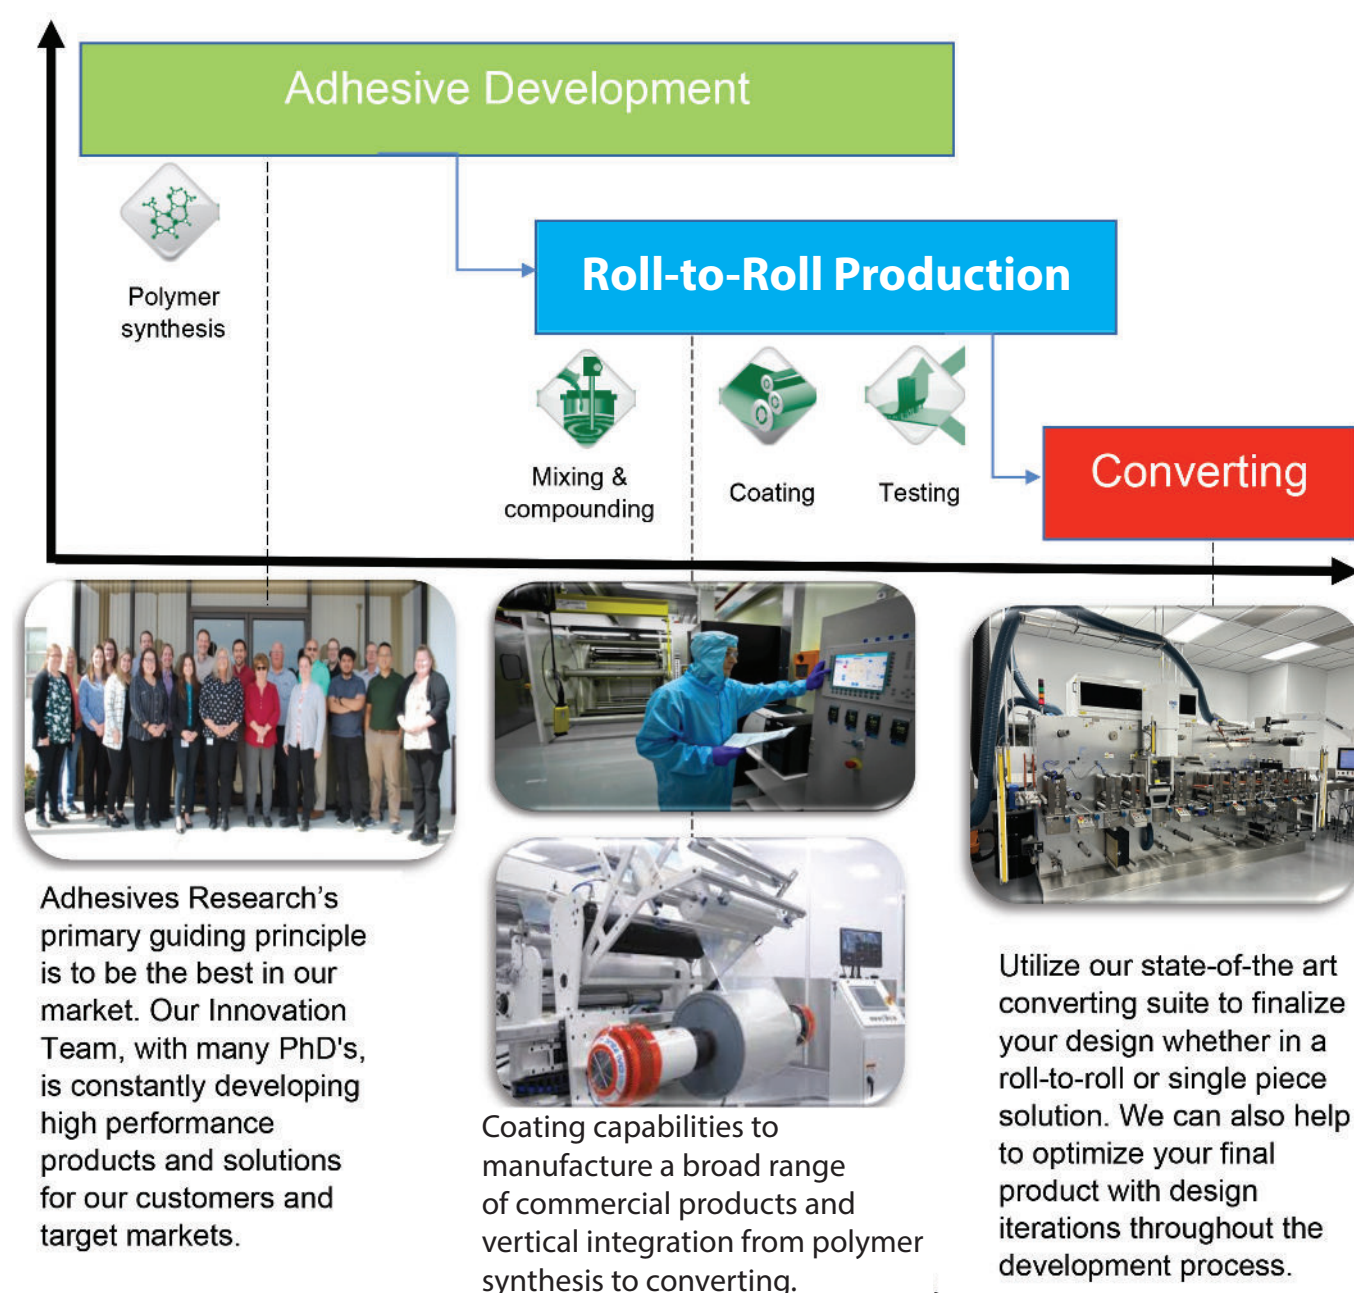 Adhesive Development
Polymer
synthesis
Roll-to-Roll Production
Mixing &
compounding
Coating
Testing
Converting
Adhesives Research's
primary guiding principle
is to be the best in our
market. Our Innovation
Team, with many PhD's,
is constantly developing
high performance
products and solutions
for our customers and
target markets.
Coating capabilities to
manufacture a broad range
of commercial products and
vertical integration from polymer
synthesis to converting.
Utilize our state-of-the art
converting suite to finalize
your design whether in a
roll-to-roll or single piece
solution. We can also help
to optimize your final
product with design
iterations throughout the
development process.